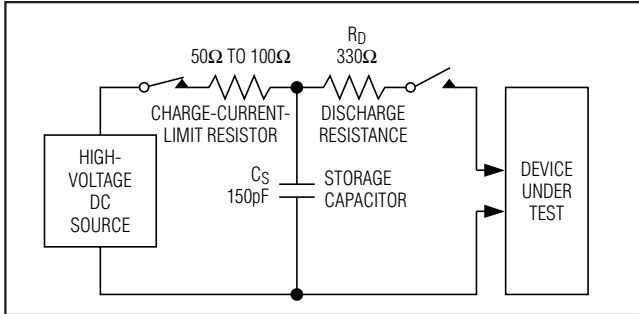 50Ω TO 100Ω
CHARGE-CURRENT-
LIMIT RESISTOR
RD
330Ω
DISCHARGE
RESISTANCE
HIGH-
VOLTAGE
DC
SOURCE
CS
150pF
STORAGE
CAPACITOR
DEVICE
UNDER
TEST